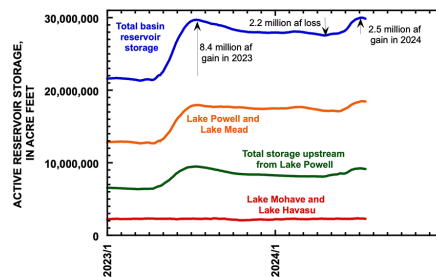 ACTIVE RESERVOIR STORAGE,
IN ACRE FEET
30,000,000
20,000,000
10,000,000
0
Total basin
reservoir
storage
8.4 million af
gain in 2023
2.2 million af loss
2.5 million af
gain in 2024
Lake Powell and
Lake Mead
Total storage upstream
from Lake Powell
Lake Mohave and
Lake Havasu
2023/1
2024/1